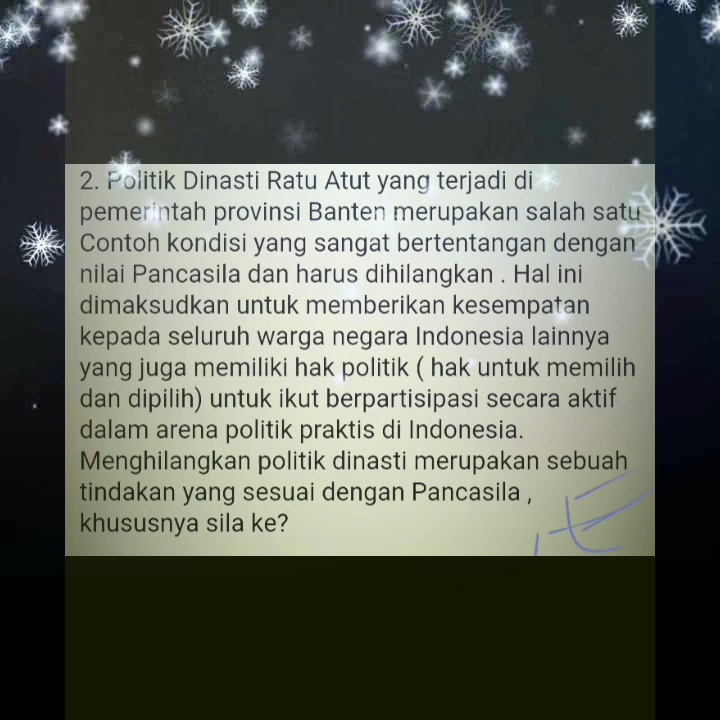 2. Politik Dinasti Ratu Atut yang terjadi di
pemerintah provinsi Banten merupakan salah satu
Contoh kondisi yang sangat bertentangan dengan
nilai Pancasila dan harus dihilangkan . Hal ini
dimaksudkan untuk memberikan kesempatan
kepada seluruh warga negara Indonesia lainnya
yang juga memiliki hak politik ( hak untuk memilih
dan dipilih) untuk ikut berpartisipasi secara aktif
dalam arena politik praktis di Indonesia.
Menghilangkan politik dinasti merupakan sebuah
tindakan yang sesuai dengan Pancasila ,
khususnya sila ke?